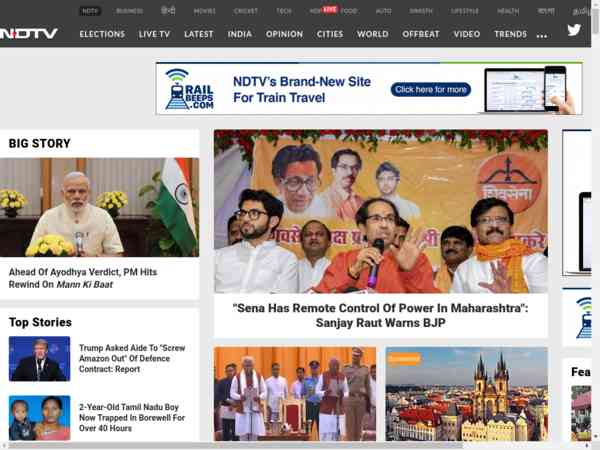 NDTV BUSINESS हिन्दी MOVIES CRICKET TECH HOP LIVE FOOD AUTO SWASTH LIFESTYLE HEALTH বাংলা தமிழ்
NDTV ELECTIONS LIVE TV LATEST INDIA OPINION CITIES WORLD OFFBEAT VIDEO TRENDS ...
RAIL
BEEPS.COM
NDTV's Brand-New Site
For Train Travel
Click here for more
BIG STORY
Ahead Of Ayodhya Verdict, PM Hits
Rewind On Mann Ki Baat
शिवसेना
"Sena Has Remote Control Of Power In Maharashtra":
Sanjay Raut Warns BJP
Top Stories
Trump Asked Aide To "Screw
Amazon Out" Of Defence
Contract: Report
2-Year-Old Tamil Nadu Boy
Now Trapped In Borewell For
Over 40 Hours
Sponsored
Fea